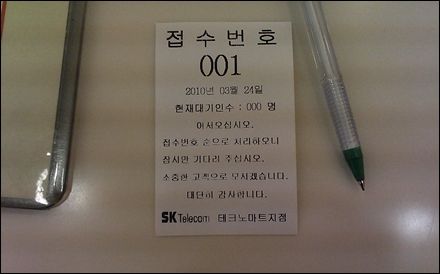 접수번호
001
2010년 03월 24일
현재대기인수 : 000 명
어서오십시오.
접수번호 순으로 처리하오니
잠시만 기다려 주십시오.
소중한 고객으로 모시겠습니다.
대단히 감사합니다.
SK Telecom 테크노마트지점